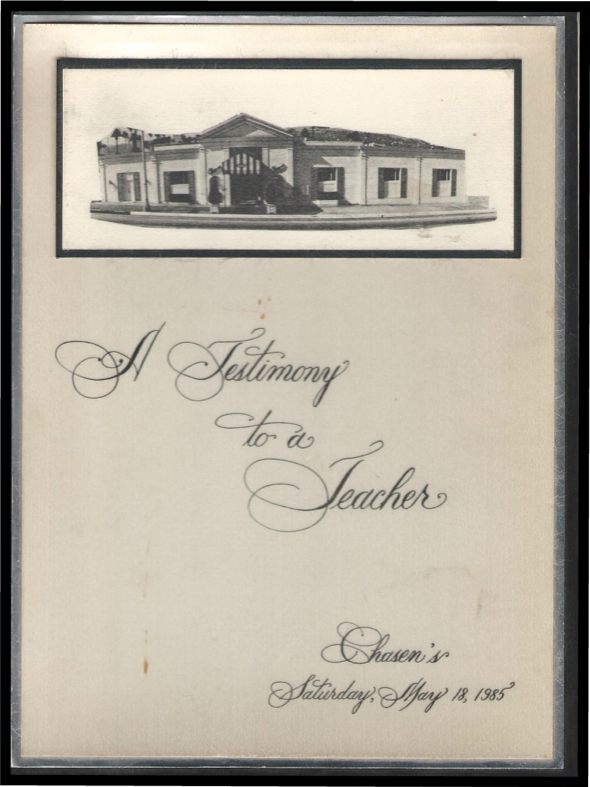 A Testimony
to a
Teacher
Chasen's
Saturday, May 18, 1985